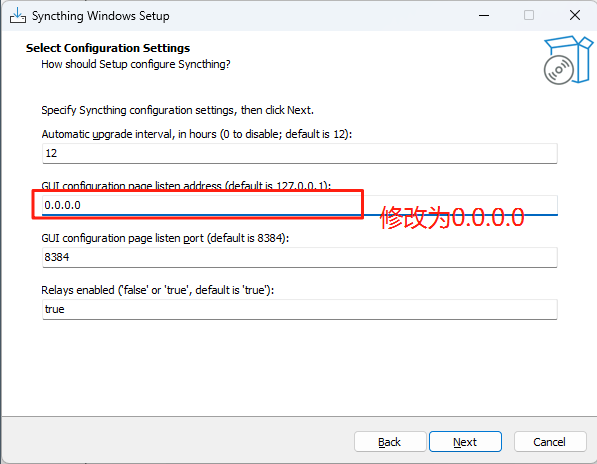 Syncthing Windows Setup
Select Configuration Settings
How should Setup configure Syncthing?
Specify Syncthing configuration settings, then click Next.
Automatic upgrade interval, in hours (0 to disable; default is 12):
12
GUI configuration page listen address (default is 127.0.0.1):
0.0.0.0
修改为0.0.0.0
GUI configuration page listen port (default is 8384):
8384
Relays enabled ('false' or 'true', default is 'true'):
true
Back
Next
Cancel